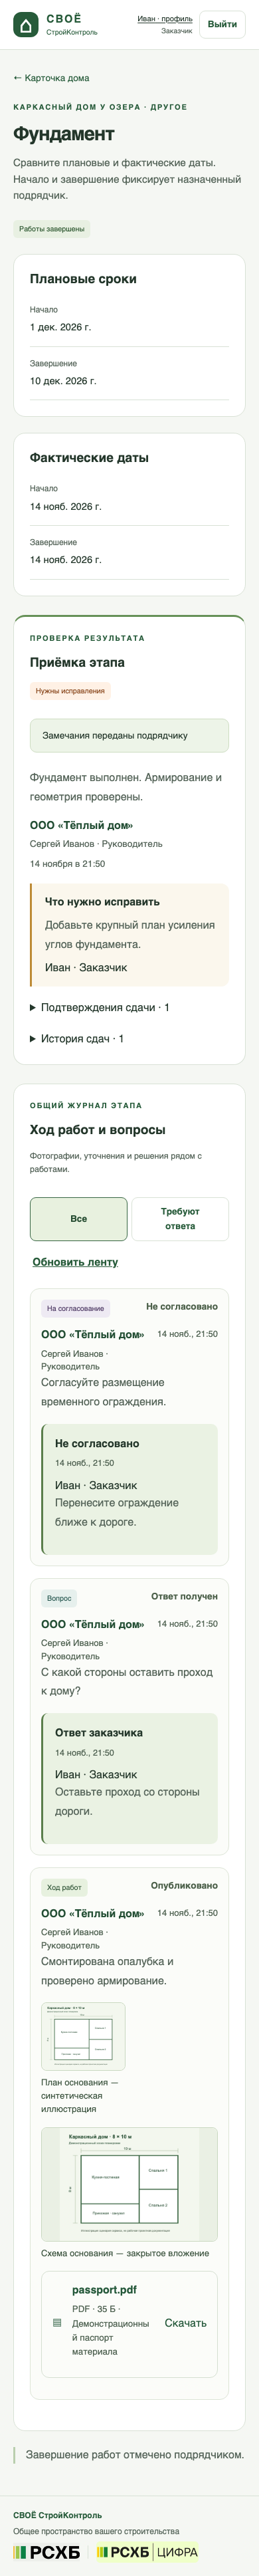 СВОЁ
СтройКонтроль
Иван · профиль
Заказчик
Выйти
← Карточка дома
КАРКАСНЫЙ ДОМ У ОЗЕРА · ДРУГОЕ
Фундамент
Сравните плановые и фактические даты.
Начало и завершение фиксирует назначенный
подрядчик.
Работы завершены
Плановые сроки
Начало
1 дек. 2026 г.
Завершение
10 дек. 2026 г.
Фактические даты
Начало
14 нояб. 2026 г.
Завершение
14 нояб. 2026 г.
ПРОВЕРКА РЕЗУЛЬТАТА
Приёмка этапа
Нужны исправления
Замечания переданы подрядчику
Фундамент выполнен. Армирование и
геометрия проверены.
ООО «Тёплый дом»
Сергей Иванов · Руководитель
14 ноября в 21:50
Что нужно исправить
Добавьте крупный план усиления
углов фундамента.
Иван · Заказчик
▶ Подтверждения сдачи · 1
▶ История сдач · 1
ОБЩИЙ ЖУРНАЛ ЭТАПА
Ход работ и вопросы
Фотографии, уточнения и решения рядом с
работами.
Все
Требуют
ответа
Обновить ленту
На согласование
Не согласовано
ООО «Тёплый дом»
14 нояб., 21:50
Сергей Иванов ·
Руководитель
Согласуйте размещение
временного ограждения.
Не согласовано
14 нояб., 21:50
Иван · Заказчик
Перенесите ограждение
ближе к дороге.
Вопрос
Ответ получен
ООО «Тёплый дом»
14 нояб., 21:50
Сергей Иванов ·
Руководитель
С какой стороны оставить проход
к дому?
Ответ заказчика
14 нояб., 21:50
Иван · Заказчик
Оставьте проход со стороны
дороги.
Ход работ
Опубликовано
ООО «Тёплый дом»
14 нояб., 21:50
Сергей Иванов ·
Руководитель
Смонтирована опалубка и
проверено армирование.
План основания —
синтетическая
иллюстрация
Каркасный дом · 8 × 10 м
Спальня 1
Спальня 2
Схема основания — закрытое вложение
passport.pdf
PDF · 35 Б ·
Демонстрационны
й паспорт
материала
Скачать
Завершение работ отмечено подрядчиком.
СВОЁ СтройКонтроль
Общее пространство вашего строительства
РСХБ
РСХБ ЦИФРА